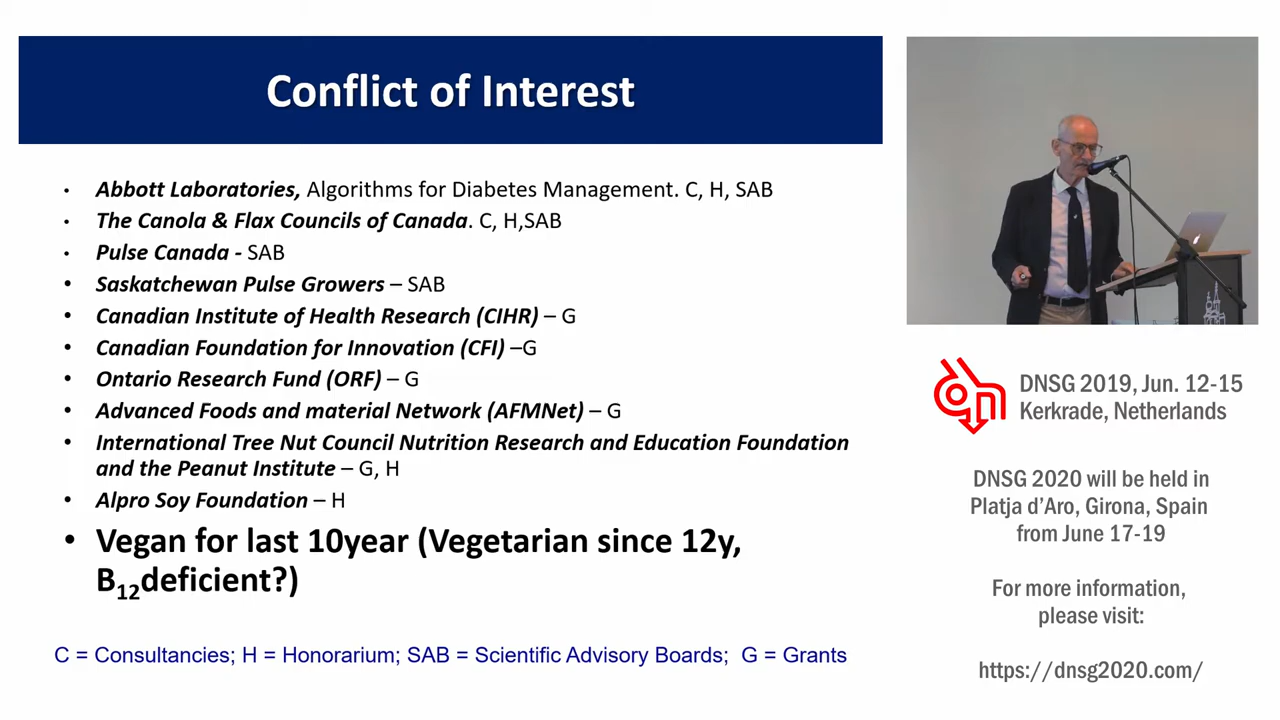 Conflict of Interest
• Abbott Laboratories, Algorithms for Diabetes Management. C, H, SAB
• The Canola & Flax Councils of Canada. C, H,SAB
• Pulse Canada - SAB
• Saskatchewan Pulse Growers – SAB
• Canadian Institute of Health Research (CIHR) – G
• Canadian Foundation for Innovation (CFI) –G
• Ontario Research Fund (ORF) – G
• Advanced Foods and material Network (AFMNet) – G
• International Tree Nut Council Nutrition Research and Education Foundation
and the Peanut Institute – G, H
• Alpro Soy Foundation – H
• Vegan for last 10year (Vegetarian since 12y,
B12deficient?)
C = Consultancies; H = Honorarium; SAB = Scientific Advisory Boards;  G = Grants
DNSG 2019, Jun. 12-15
Kerkrade, Netherlands
DNSG 2020 will be held in
Platja d’Aro, Girona, Spain
from June 17-19
For more information,
please visit:
https://dnsg2020.com/